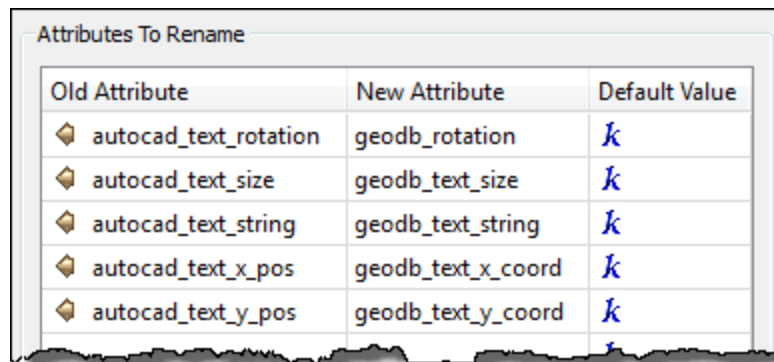 Attributes To Rename
Old Attribute New Attribute Default Value
autocad_text_rotation geodb_rotation k
autocad_text_size geodb_text_size k
autocad_text_string geodb_text_string k
autocad_text_x_pos geodb_text_x_coord k
autocad_text_y_pos geodb_text_y_coord k